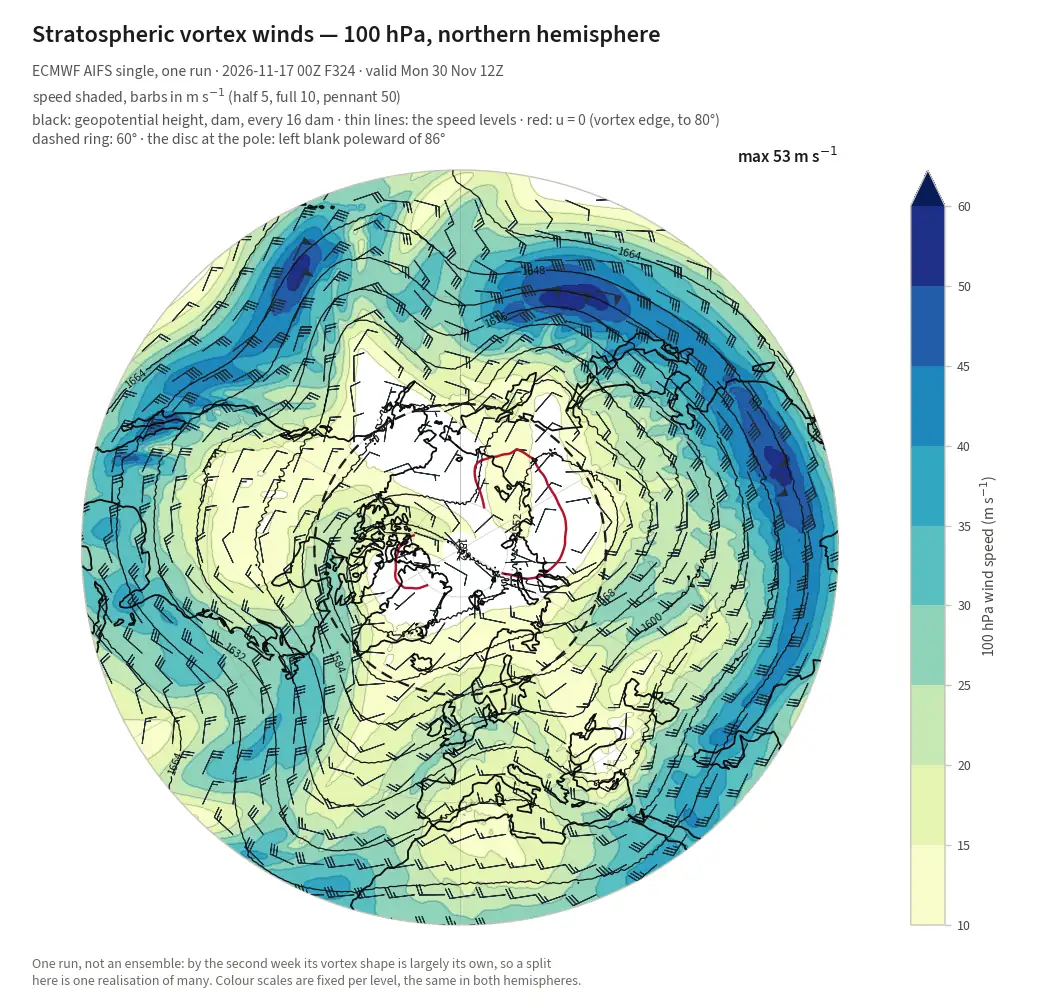 Stratospheric vortex winds — 100 hPa, northern hemisphere
ECMWF AIFS single, one run · 2026-11-17 00Z F324 · valid Mon 30 Nov 12Z
speed shaded, barbs in m s−1 (half 5, full 10, pennant 50)
black: geopotential height, dam, every 16 dam · thin lines: the speed levels · red: u = 0 (vortex edge, to 80°)
dashed ring: 60° · the disc at the pole: left blank poleward of 86°
max 53 m s−1
1664
1648
1664
1632
1584
1600
1664
60
50
45
40
35
30
25
20
15
10
100 hPa wind speed (m s−1)
One run, not an ensemble: by the second week its vortex shape is largely its own, so a split
here is one realisation of many. Colour scales are fixed per level, the same in both hemispheres.